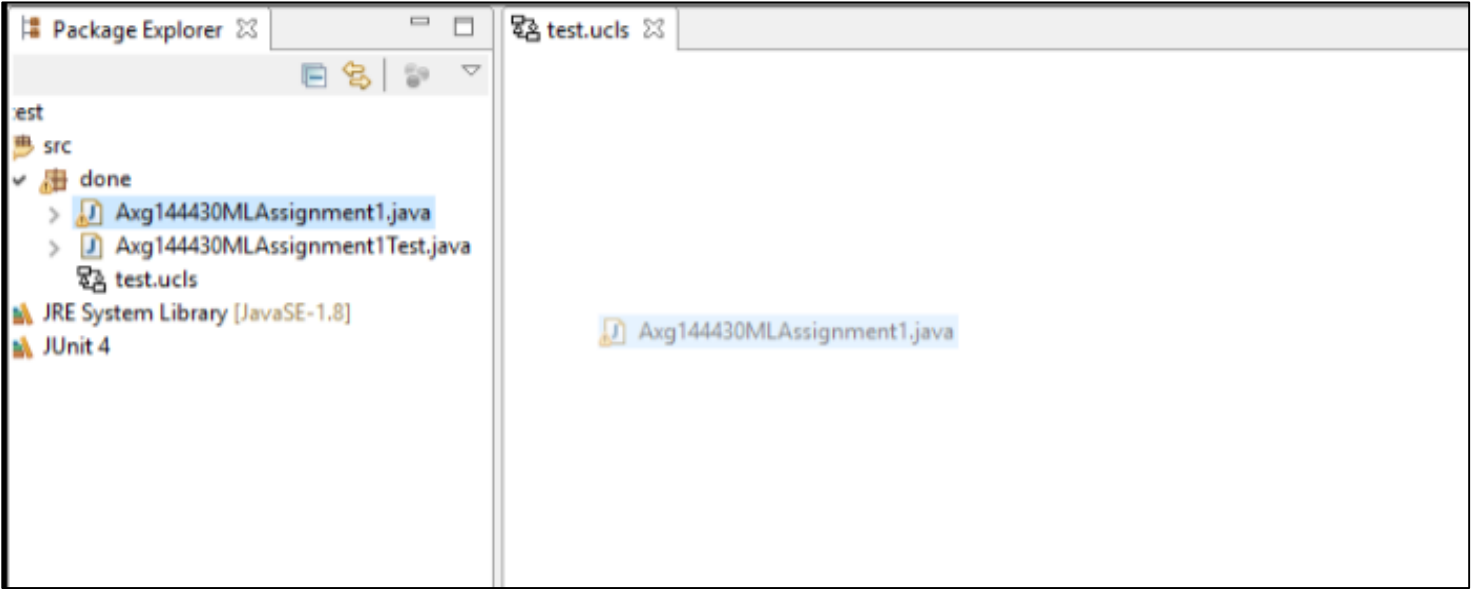 Package Explorer
test.ucls
est
src
done
Axg144430MLAssignment1.java
Axg144430MLAssignment1Test.java
test.ucls
JRE System Library [JavaSE-1.8]
JUnit 4
Axg144430MLAssignment1.java